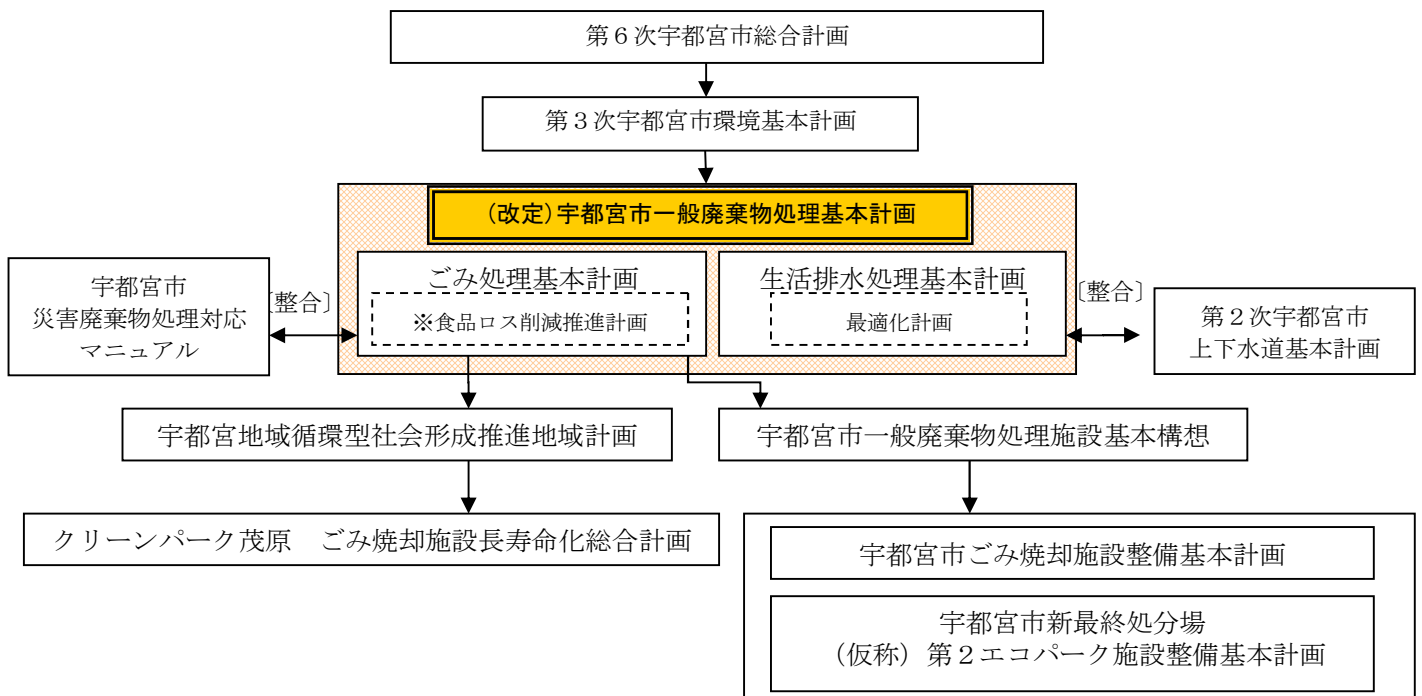 第６次宇都宮市総合計画
第３次宇都宮市環境基本計画
（改定）宇都宮市一般廃棄物処理基本計画
宇都宮市
災害廃棄物処理対応
マニュアル
〔整合〕
ごみ処理基本計画
※食品ロス削減推進計画
生活排水処理基本計画
最適化計画
〔整合〕
第２次宇都宮市
上下水道基本計画
宇都宮地域循環型社会形成推進地域計画
宇都宮市一般廃棄物処理施設基本構想
クリーンパーク茂原　ごみ焼却施設長寿命化総合計画
宇都宮市ごみ焼却施設整備基本計画
宇都宮市新最終処分場
（仮称）第２エコパーク施設整備基本計画